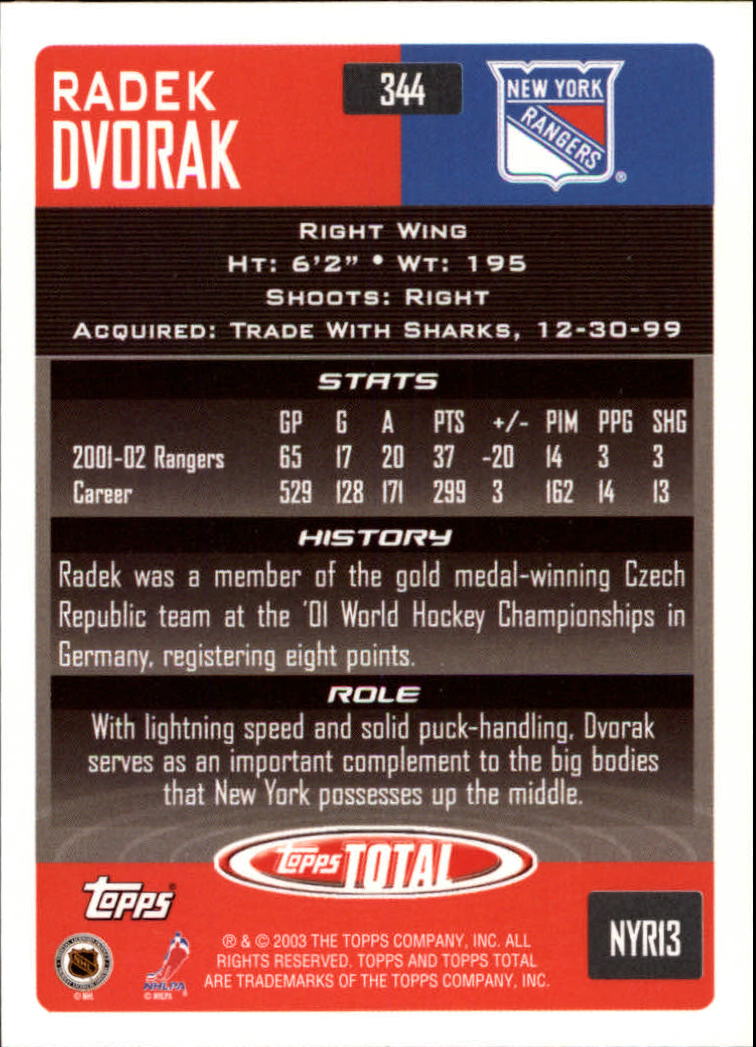 RADEK
DVORAK
344
NEW YORK
RANGERS
®
RIGHT WING
HT: 6'2" • WT: 195
SHOOTS: RIGHT
ACQUIRED: TRADE WITH SHARKS, 12-30-99
STATS
GP G A PTS +/- PIM PPG SHG
2001-02 Rangers 65 17 20 37 -20 14 3 3
Career 529 128 171 299 3 162 14 13
HISTORY
Radek was a member of the gold medal-winning Czech
Republic team at the '01 World Hockey Championships in
Germany, registering eight points.
ROLE
With lightning speed and solid puck-handling, Dvorak
serves as an important complement to the big bodies
that New York possesses up the middle.
topps TOTAL
topps®
NYR13
® & © 2003 THE TOPPS COMPANY, INC. ALL
RIGHTS RESERVED. TOPPS AND TOPPS TOTAL
ARE TRADEMARKS OF THE TOPPS COMPANY, INC.
NHL
© NHL
NHLPA
© NHLPA